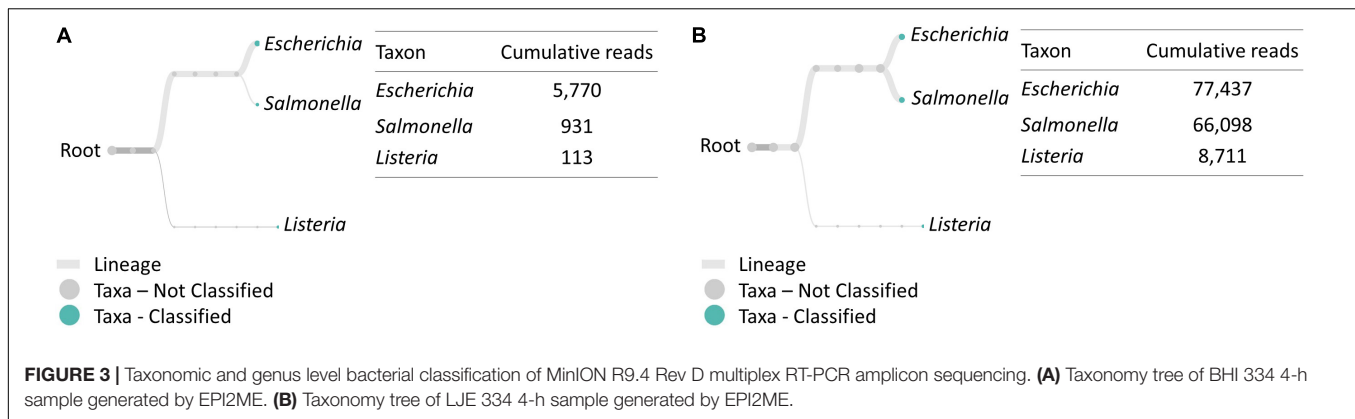 A
Escherichia
Salmonella
Root
Listeria
Taxon Cumulative reads
Escherichia 5,770
Salmonella 931
Listeria 113
Lineage
Taxa – Not Classified
Taxa - Classified
B
Escherichia
Salmonella
Root
Listeria
Taxon Cumulative reads
Escherichia 77,437
Salmonella 66,098
Listeria 8,711
Lineage
Taxa – Not Classified
Taxa - Classified
FIGURE 3 | Taxonomic and genus level bacterial classification of MinION R9.4 Rev D multiplex RT-PCR amplicon sequencing. (A) Taxonomy tree of BHI 334 4-h
sample generated by EPI2ME. (B) Taxonomy tree of LJE 334 4-h sample generated by EPI2ME.